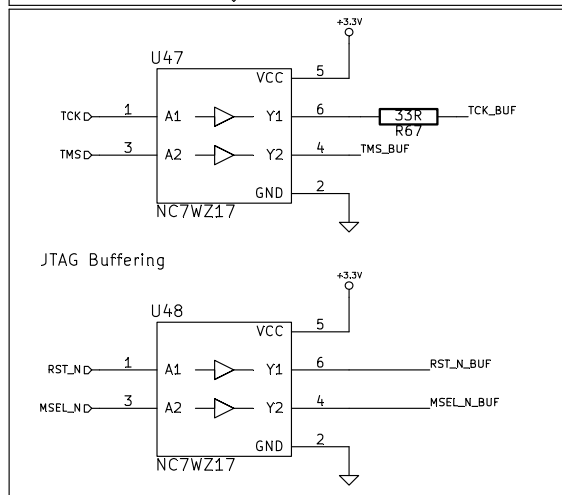 +3.3V
U47
VCC 5
TCK 1 A1 Y1 6 33R TCK_BUF
R67
TMS 3 A2 Y2 4 TMS_BUF
GND 2
NC7WZ17
JTAG Buffering
+3.3V
U48
VCC 5
RST_N 1 A1 Y1 6 RST_N_BUF
MSEL_N 3 A2 Y2 4 MSEL_N_BUF
GND 2
NC7WZ17